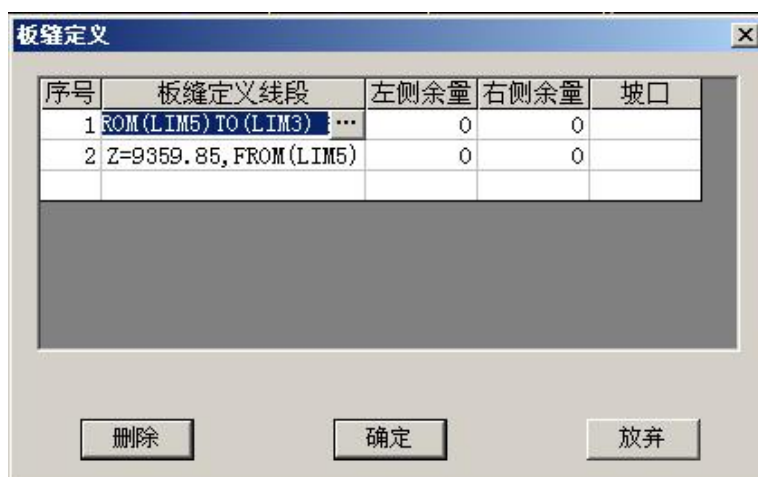 板缝定义
序号 板缝定义线段 左侧余量 右侧余量 坡口
1 ROM(LIM5)TO(LIM3) ... 0 0
2 Z=9359.85,FROM(LIM5) 0 0
删除 确定 放弃